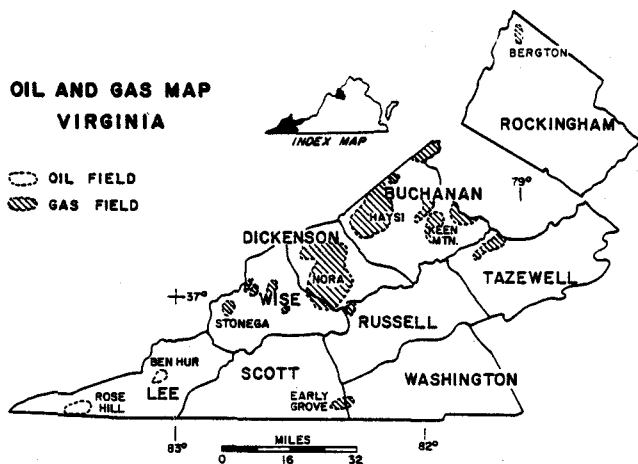 OIL AND GAS MAP
VIRGINIA
INDEX MAP
OIL FIELD
GAS FIELD
BERGTON
ROCKINGHAM
79°
BUCHANAN
HAYSI
KEEN
MTN.
DICKENSON
NORA
TAZEWELL
37°
WISE
STONEGA
RUSSELL
BEN HUR
LEE
SCOTT
WASHINGTON
ROSE
HILL
EARLY
GROVE
83°
82°
MILES
0 16 32